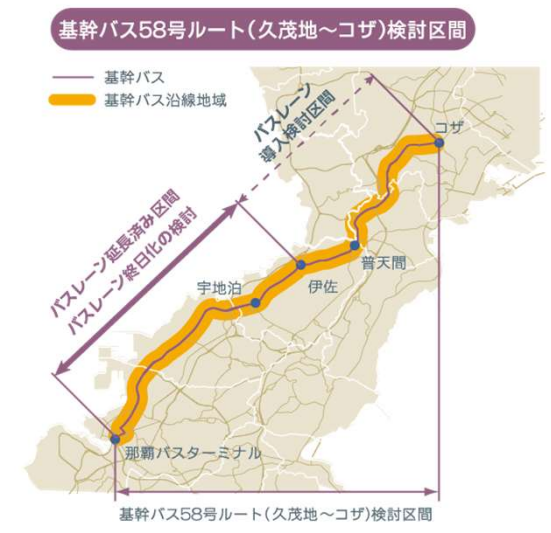 基幹バス58号ルート(久茂地～コザ)検討区間
基幹バス
基幹バス沿線地域
バスレーン
導入検討区間
コザ
バスレーン延長済み区間
バスレーン終日化の検討
普天間
伊佐
宇地泊
那覇バスターミナル
基幹バス58号ルート(久茂地～コザ)検討区間